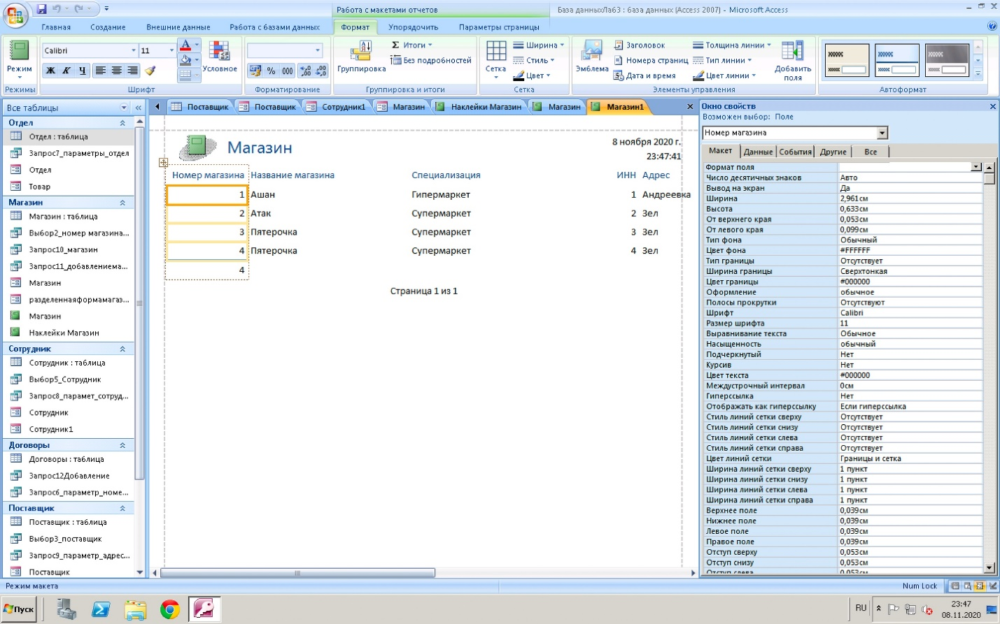 Работа с макетами отчетов
База данныхЛаб3 : база данных (Access 2007) - Microsoft Access
Главная Создание Внешние данные Работа с базами данных Формат Упорядочить Параметры страницы
Режим
Режимы
Calibri 11
Ж К Ч
Условное
Шрифт
% 000
Форматирование
Группировка
Σ Итоги
Без подробностей
Группировка и итоги
Сетка
Ширина
Стиль
Цвет
Сетка
Эмблема
Заголовок
Номера страниц
Дата и время
Толщина линии
Тип линии
Цвет линии
Добавить поля
Элементы управления
Автоформат
Все таблицы
Отдел
Отдел : таблица
Запрос7_параметры_отдел
Отдел
Товар
Магазин
Магазин : таблица
Выбор2_номер магазина...
Запрос10_магазин
Запрос11_добавлениема...
Магазин
разделеннаяформамагаз...
Магазин
Наклейки Магазин
Сотрудник
Сотрудник : таблица
Выбор5_Сотрудник
Запрос8_парамет_сотруд...
Сотрудник
Сотрудник1
Договоры
Договоры : таблица
Запрос12Добавление
Запрос6_параметр_номе...
Поставщик
Поставщик : таблица
Выбор3_поставщик
Запрос9_параметр_адрес...
Поставщик
Поставщик Поставщик Сотрудник1 Магазин Наклейки Магазин Магазин Магазин1
Магазин
8 ноября 2020 г.
23:47:41
Номер магазина Название магазина Специализация ИНН Адрес
1 Ашан Гипермаркет 1 Андреевка
2 Атак Супермаркет 2 Зел
3 Пятерочка Супермаркет 3 Зел
4 Пятерочка Супермаркет 4 Зел
4
Страница 1 из 1
Окно свойств
Возможен выбор: Поле
Номер магазина
Макет Данные События Другие Все
Формат поля
Число десятичных знаков Авто
Вывод на экран Да
Ширина 2,961см
Высота 0,633см
От верхнего края 0,053см
От левого края 0,099см
Тип фона Обычный
Цвет фона #FFFFFF
Тип границы Отсутствует
Ширина границы Сверхтонкая
Цвет границы #000000
Оформление обычное
Полосы прокрутки Отсутствуют
Шрифт Calibri
Размер шрифта 11
Выравнивание текста Обычное
Насыщенность обычный
Подчеркнутый Нет
Курсив Нет
Цвет текста #000000
Междустрочный интервал 0см
Гиперссылка Нет
Отображать как гиперссылку Если гиперссылка
Стиль линий сетки сверху Отсутствует
Стиль линий сетки снизу Отсутствует
Стиль линий сетки слева Отсутствует
Стиль линий сетки справа Отсутствует
Цвет линий сетки Границы и сетка
Ширина линий сетки сверху 1 пункт
Ширина линий сетки снизу 1 пункт
Ширина линий сетки слева 1 пункт
Ширина линий сетки справа 1 пункт
Верхнее поле 0,039см
Нижнее поле 0,039см
Левое поле 0,039см
Правое поле 0,039см
Отступ сверху 0,053см
Отступ снизу 0,053см
Отступ слева 0,053см
Режим макета
Num Lock
Пуск
RU
23:47
08.11.2020